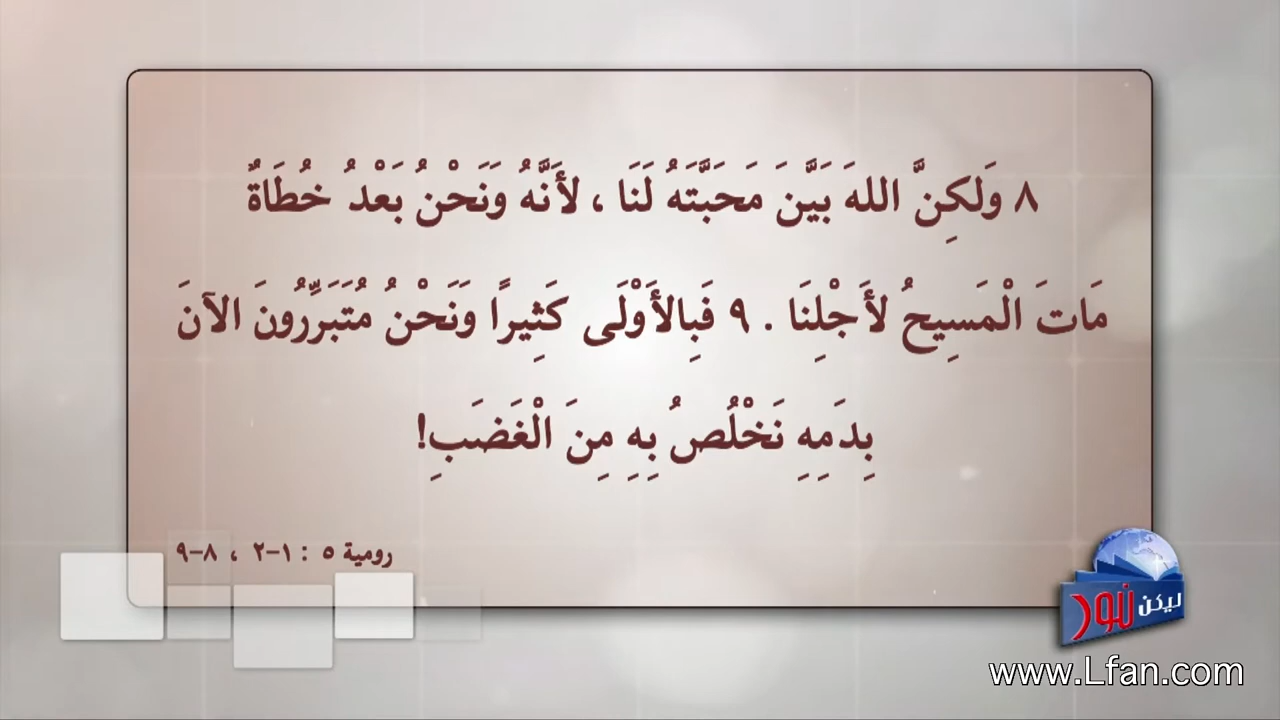 ٨ وَلَكِنَّ اللهَ بَيَّنَ مَحَبَّتَهُ لَنَا ، لأَنَّهُ وَنَحْنُ بَعْدُ خُطَاةٌ
مَاتَ الْمَسِيحُ لأَجْلِنَا . ٩ فَبِالأَوْلَى كَثِيرًا وَنَحْنُ مُتَبَرِّرُونَ الآنَ
بِدَمِهِ نَخْلُصُ بِهِ مِنَ الْغَضَبِ!
رومية ٥ : ١-٢ ، ٨-٩
ليكن نور
www.Lfan.com